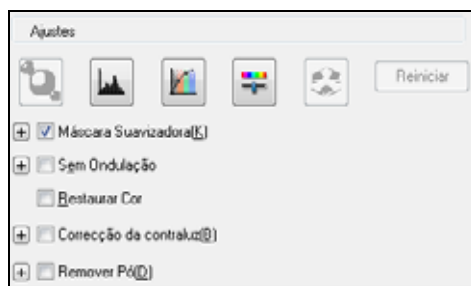 Ajustes
Reiniciar
Máscara Suavizadora(K)
Sem Ondulação
Restaurar Cor
Correcção da contraluz(B)
Remover Pó(D)